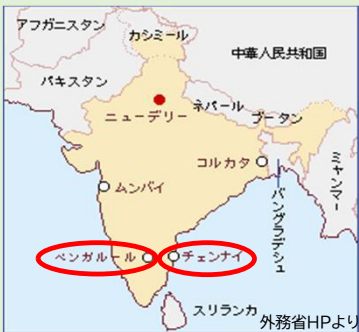 アフガニスタン
カシミール
中華人民共和国
パキスタン
ネパール
ブータン
ニューデリー
コルカタ
ミャンマー
ムンバイ
バングラデシュ
ベンガルール
チェンナイ
スリランカ
外務省HPより